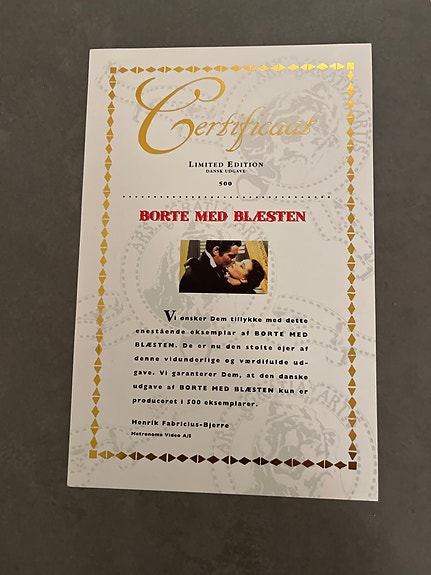 Certificaat
LIMITED EDITION
DANSK UDGAVE
500
BORTE MED BLÆSTEN
Vi ønsker Dem tillykke med dette
enestående eksemplar af BORTE MED
BLÆSTEN. De er nu den stolte ejer af
denne vidunderlige og værdifulde ud-
gave. Vi garanterer Dem, at den danske
udgave af BORTE MED BLÆSTEN kun er
produceret i 500 eksemplarer.
Henrik Fabricius-Bjerre
Metronome Video A/S